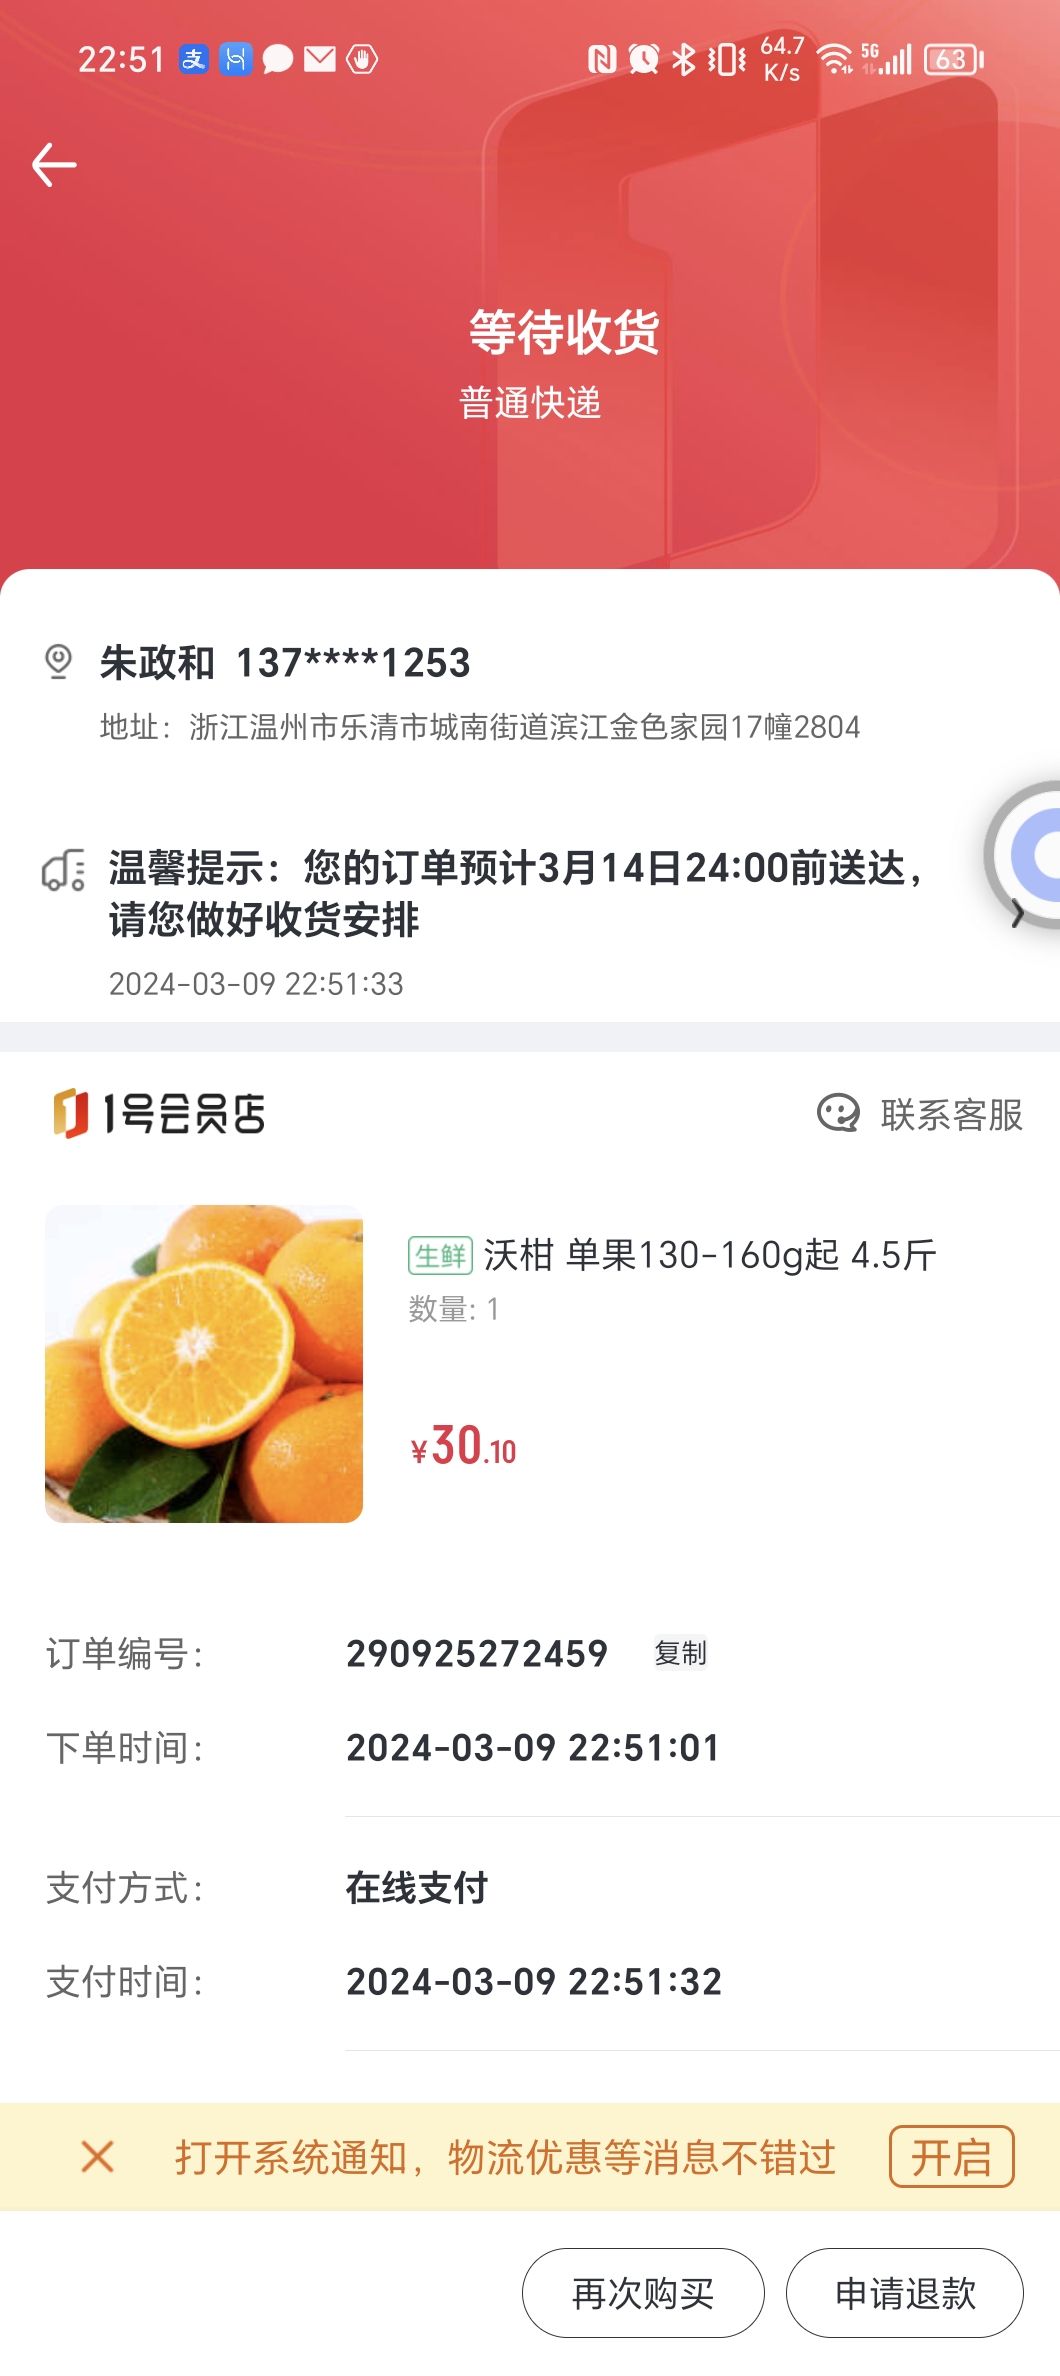 22:51 支 64.7 K/s 5G 63
等待收货
普通快递
朱政和 137****1253
地址：浙江温州市乐清市城南街道滨江金色家园17幢2804
温馨提示：您的订单预计3月14日24:00前送达，
请您做好收货安排
2024-03-09 22:51:33
1号会员店 联系客服
生鲜 沃柑 单果130-160g起 4.5斤
数量: 1
¥30.10
订单编号： 290925272459 复制
下单时间： 2024-03-09 22:51:01
支付方式： 在线支付
支付时间： 2024-03-09 22:51:32
打开系统通知，物流优惠等消息不错过 开启
再次购买 申请退款